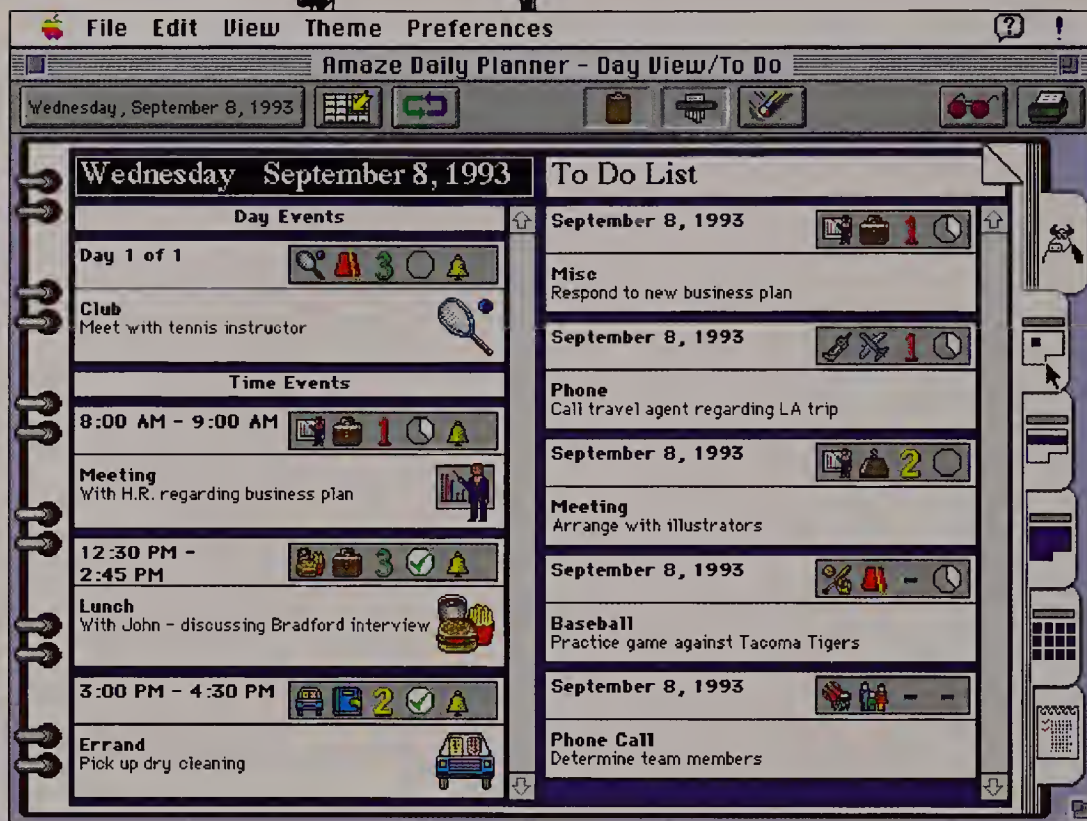 File Edit View Theme Preferences
Amaze Daily Planner - Day View/To Do
Wednesday, September 8, 1993
Wednesday September 8, 1993
Day Events
Day 1 of 1
3
Club
Meet with tennis instructor
Time Events
8:00 AM - 9:00 AM
1
Meeting
With H.R. regarding business plan
12:30 PM -
2:45 PM
3
Lunch
With John - discussing Bradford interview
3:00 PM - 4:30 PM
2
Errand
Pick up dry cleaning
To Do List
September 8, 1993
1
Misc
Respond to new business plan
September 8, 1993
1
Phone
Call travel agent regarding LA trip
September 8, 1993
2
Meeting
Arrange with illustrators
September 8, 1993
-
Baseball
Practice game against Tacoma Tigers
September 8, 1993
- -
Phone Call
Determine team members